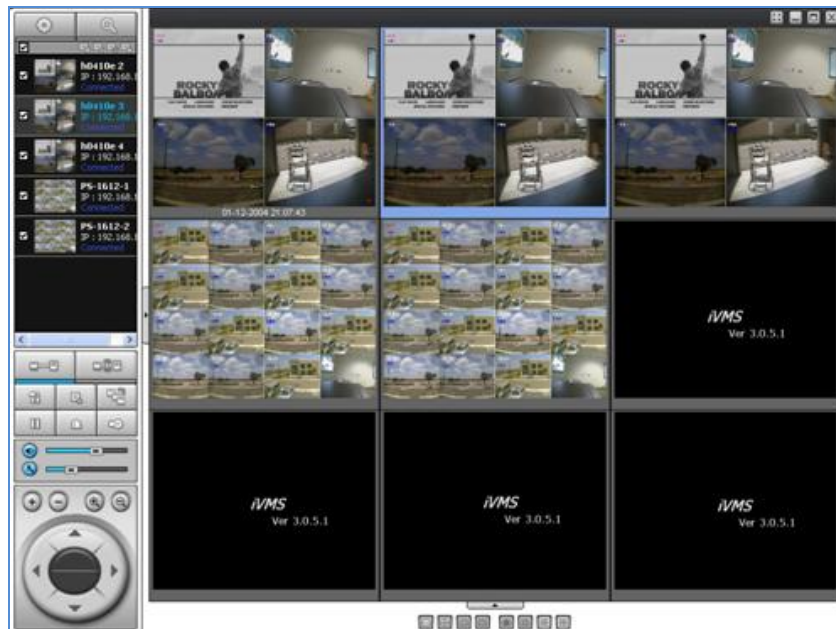 h0410e 2
IP : 192.168.1
Connected
h0410e 3
IP : 192.168.1
Connected
h0410e 4
IP : 192.168.1
Connected
PS-1612-1
IP : 192.168.
Connected
PS-1612-2
IP : 192.168.
Connected
ROCKY
BALBOA
ROCKY
BALBOA
ROCKY
BALBOA
01-12-2004 21:07:43
iVMS
Ver 3.0.5.1
iVMS
Ver 3.0.5.1
iVMS
Ver 3.0.5.1
iVMS
Ver 3.0.5.1